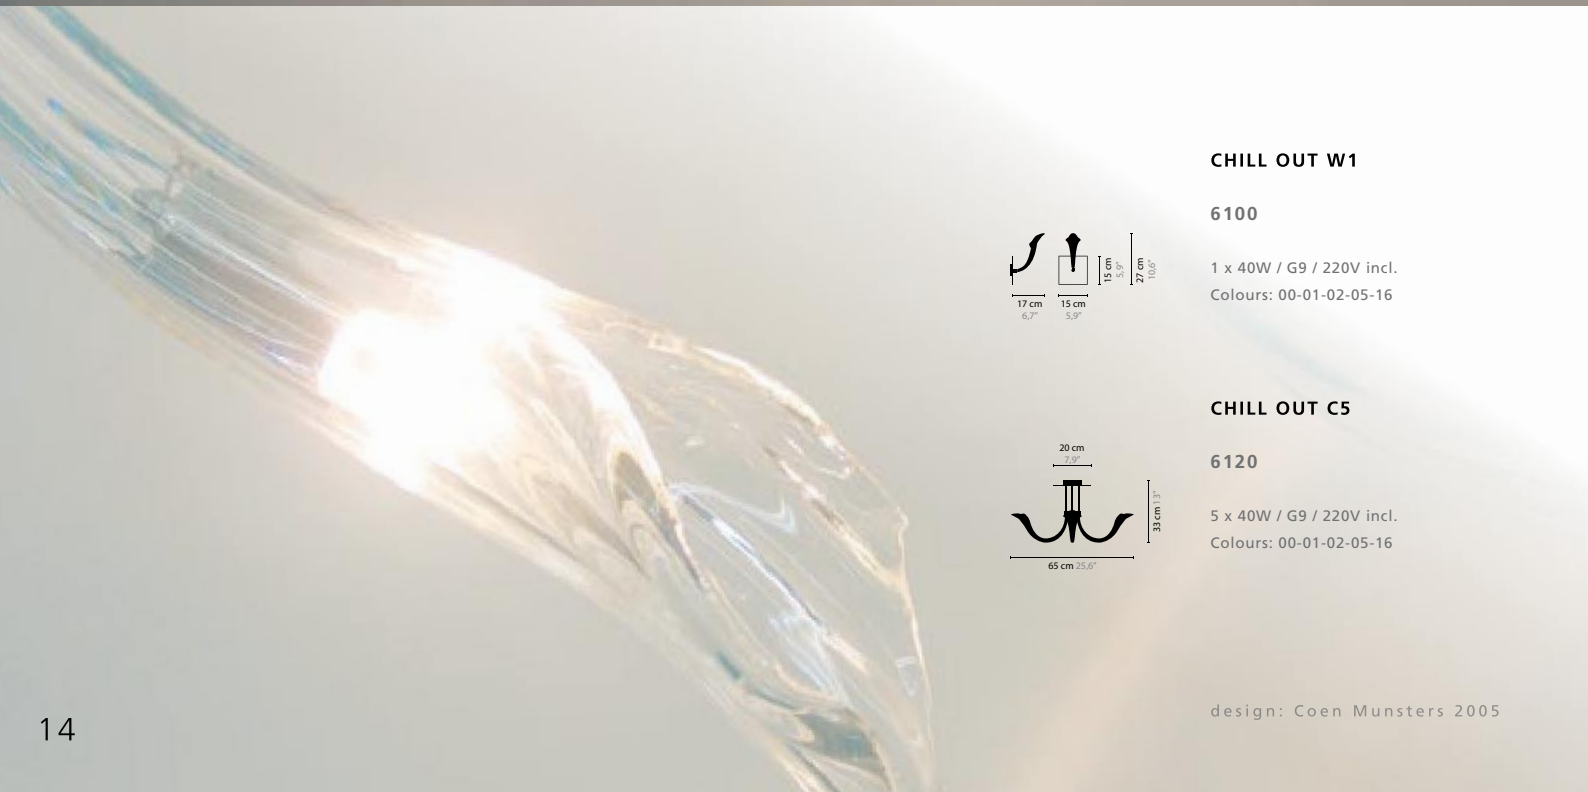 CHILL OUT W1
6100
1 x 40W / G9 / 220V incl.
Colours: 00-01-02-05-16
15 cm
5,9"
27 cm
10,6"
17 cm
6,7"
15 cm
5,9"
CHILL OUT C5
6120
5 x 40W / G9 / 220V incl.
Colours: 00-01-02-05-16
20 cm
7,9"
33 cm 13"
65 cm 25,6"
design: Coen Munsters 2005
14